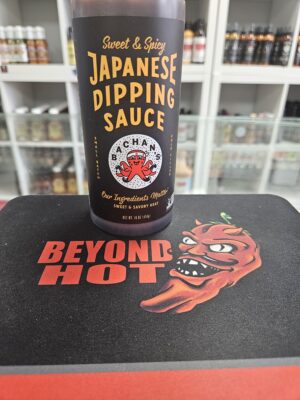 Sweet & Spicy
JAPANESE
DIPPING
SAUCE
BACHAN'S
Our Ingredients Matter
SWEET & SAVORY HEAT
BEYOND
HOT